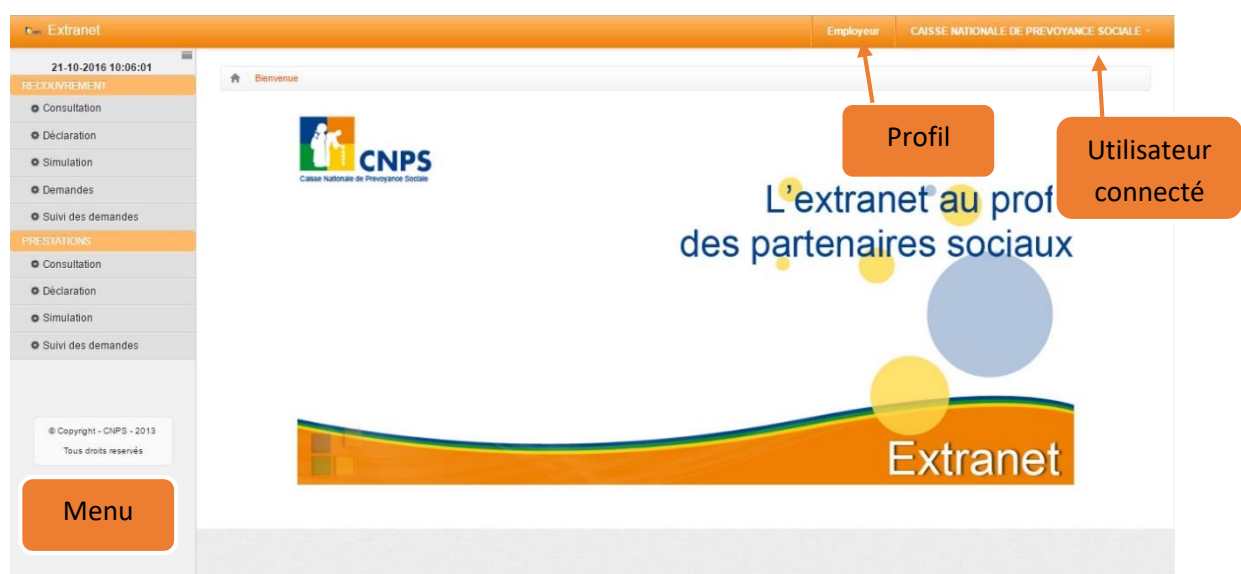 Extranet
Employeur
CAISSE NATIONALE DE PREVOYANCE SOCIALE
21-10-2016 10:06:01
RECOUVREMENT
Consultation
Déclaration
Simulation
Demandes
Suivi des demandes
PRESTATIONS
Consultation
Déclaration
Simulation
Suivi des demandes
© Copyright - CNPS - 2013
Tous droits reservés
Menu
Bienvenue
Profil
Utilisateur
connecté
CNPS
Caisse Nationale de Prevoyance Sociale
L'extranet au prof
des partenaires sociaux
Extranet